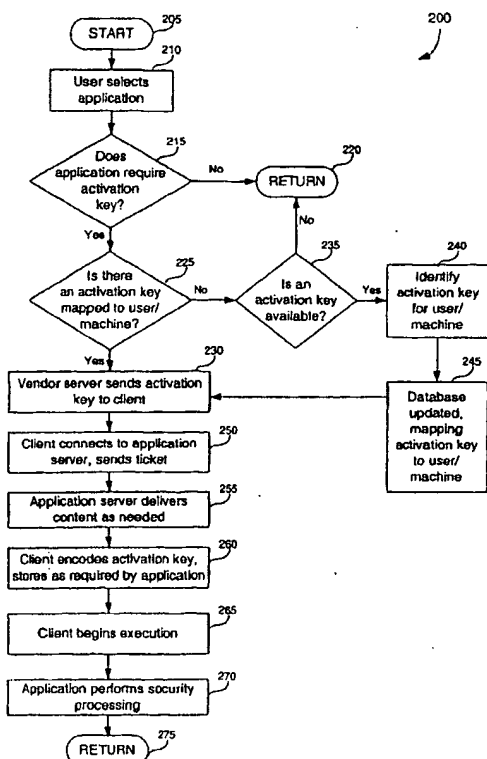 205
START
200
210
User selects
application
215
Does
application require
activation
key?
No
220
RETURN
Yes
No
225
Is there
an activation key
mapped to user/
machine?
No
235
Is an
activation key
available?
Yes
240
Identify
activation key
for user/
machine
Yes
230
Vendor server sends activation
key to client
245
Database
updated,
mapping
activation key
to user/
machine
250
Client connects to application
server, sends ticket
255
Application server delivers
content as needed
260
Client encodes activation key,
stores as required by application
265
Client begins execution
270
Application performs security
processing
RETURN
275